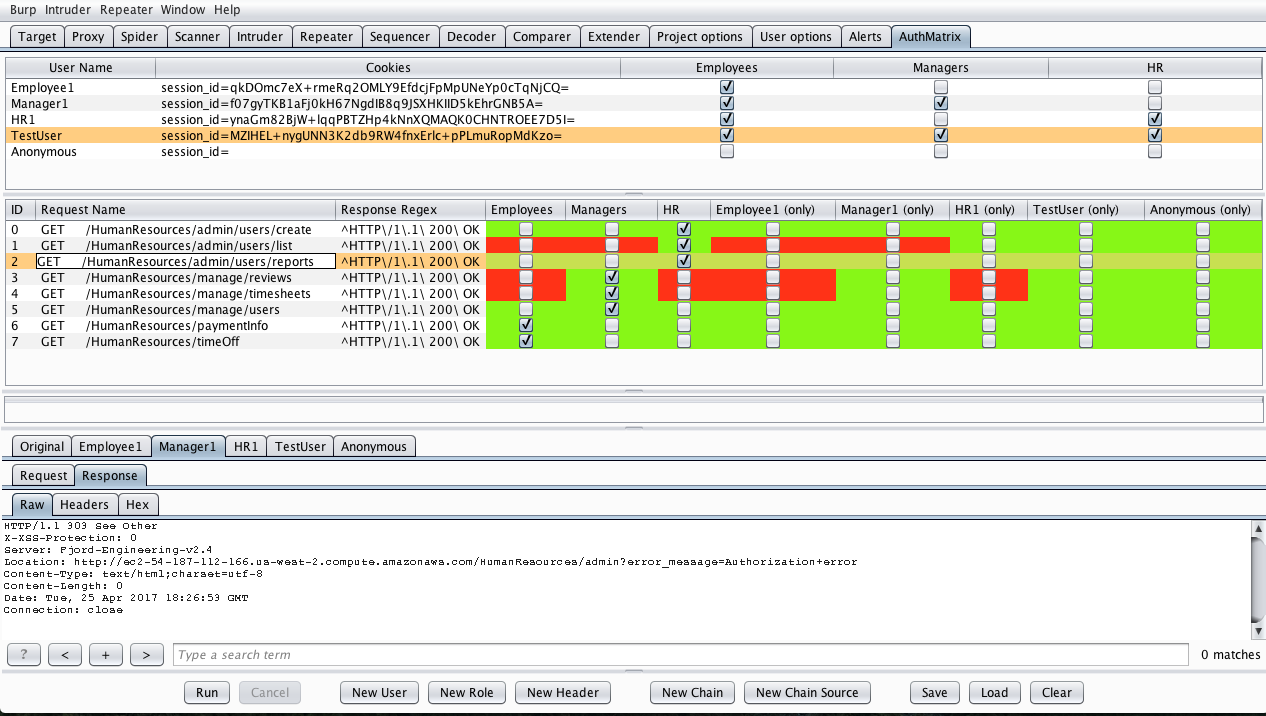 Burp Intruder Repeater Window Help
Target Proxy Spider Scanner Intruder Repeater Sequencer Decoder Comparer Extender Project options User options Alerts AuthMatrix
User Name Cookies Employees Managers HR
Employee1 session_id=qkDOmc7eX+rmeRq2OMLY9EfdcjFpMpUNeYp0cTqNjCQ=
Manager1 session_id=f07gyTKB1aFj0kH67NgdlB8q9JSXHKIID5kEhrGNB5A=
HR1 session_id=ynaGm82BjW+lqqPBTZHp4kNnXQMAQK0CHNTROEE7D5I=
TestUser session_id=MZIHEL+nygUNN3K2db9RW4fnxErlc+pPLmuRopMdKzo=
Anonymous session_id=
ID Request Name Response Regex Employees Managers HR Employee1 (only) Manager1 (only) HR1 (only) TestUser (only) Anonymous (only)
0 GET /HumanResources/admin/users/create ^HTTP\/1\.1\ 200\ OK
1 GET /HumanResources/admin/users/list ^HTTP\/1\.1\ 200\ OK
2 GET /HumanResources/admin/users/reports ^HTTP\/1\.1\ 200\ OK
3 GET /HumanResources/manage/reviews ^HTTP\/1\.1\ 200\ OK
4 GET /HumanResources/manage/timesheets ^HTTP\/1\.1\ 200\ OK
5 GET /HumanResources/manage/users ^HTTP\/1\.1\ 200\ OK
6 GET /HumanResources/paymentInfo ^HTTP\/1\.1\ 200\ OK
7 GET /HumanResources/timeOff ^HTTP\/1\.1\ 200\ OK
Original Employee1 Manager1 HR1 TestUser Anonymous
Request Response
Raw Headers Hex
HTTP/1.1 303 See Other
X-XSS-Protection: 0
Server: Fjord-Engineering-v2.4
Location: http://ec2-54-187-112-166.us-west-2.compute.amazonaws.com/HumanResources/admin?error_message=Authorization+error
Content-Type: text/html;charset=utf-8
Content-Length: 0
Date: Tue, 25 Apr 2017 18:26:53 GMT
Connection: close
? < + > Type a search term 0 matches
Run Cancel New User New Role New Header New Chain New Chain Source Save Load Clear